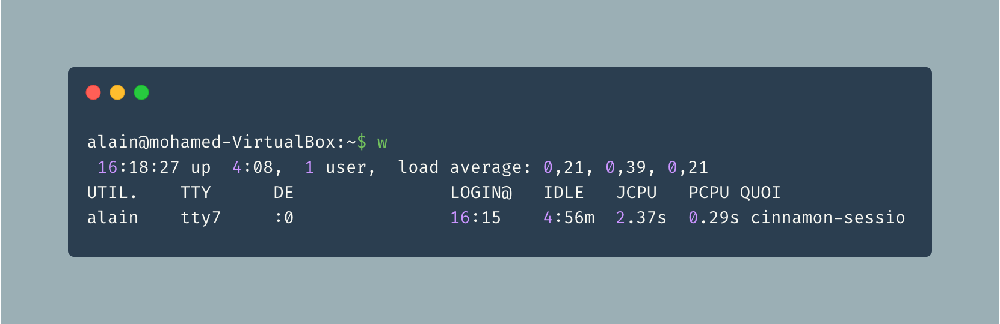 alain@mohamed-VirtualBox:~$ w
 16:18:27 up  4:08,  1 user,  load average: 0,21, 0,39, 0,21
UTIL.    TTY      DE               LOGIN@   IDLE   JCPU   PCPU QUOI
alain    tty7     :0               16:15    4:56m  2.37s  0.29s cinnamon-sessio